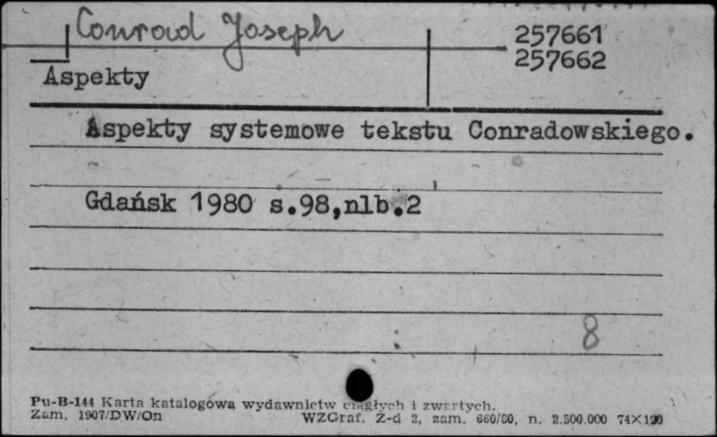 Conrad Joseph
257661
257662
Aspekty
Aspekty systemowe tekstu Conradowskiego.
Gdańsk 1980 s.98,nlb.2
8
Pu-B-144 Karta katalogowa wydawnictw ciągłych i zwartych.
Zam. 1907/DW/On WZGraf. Z-d 2, zam. 660/80, n. 2.500.000 74×120